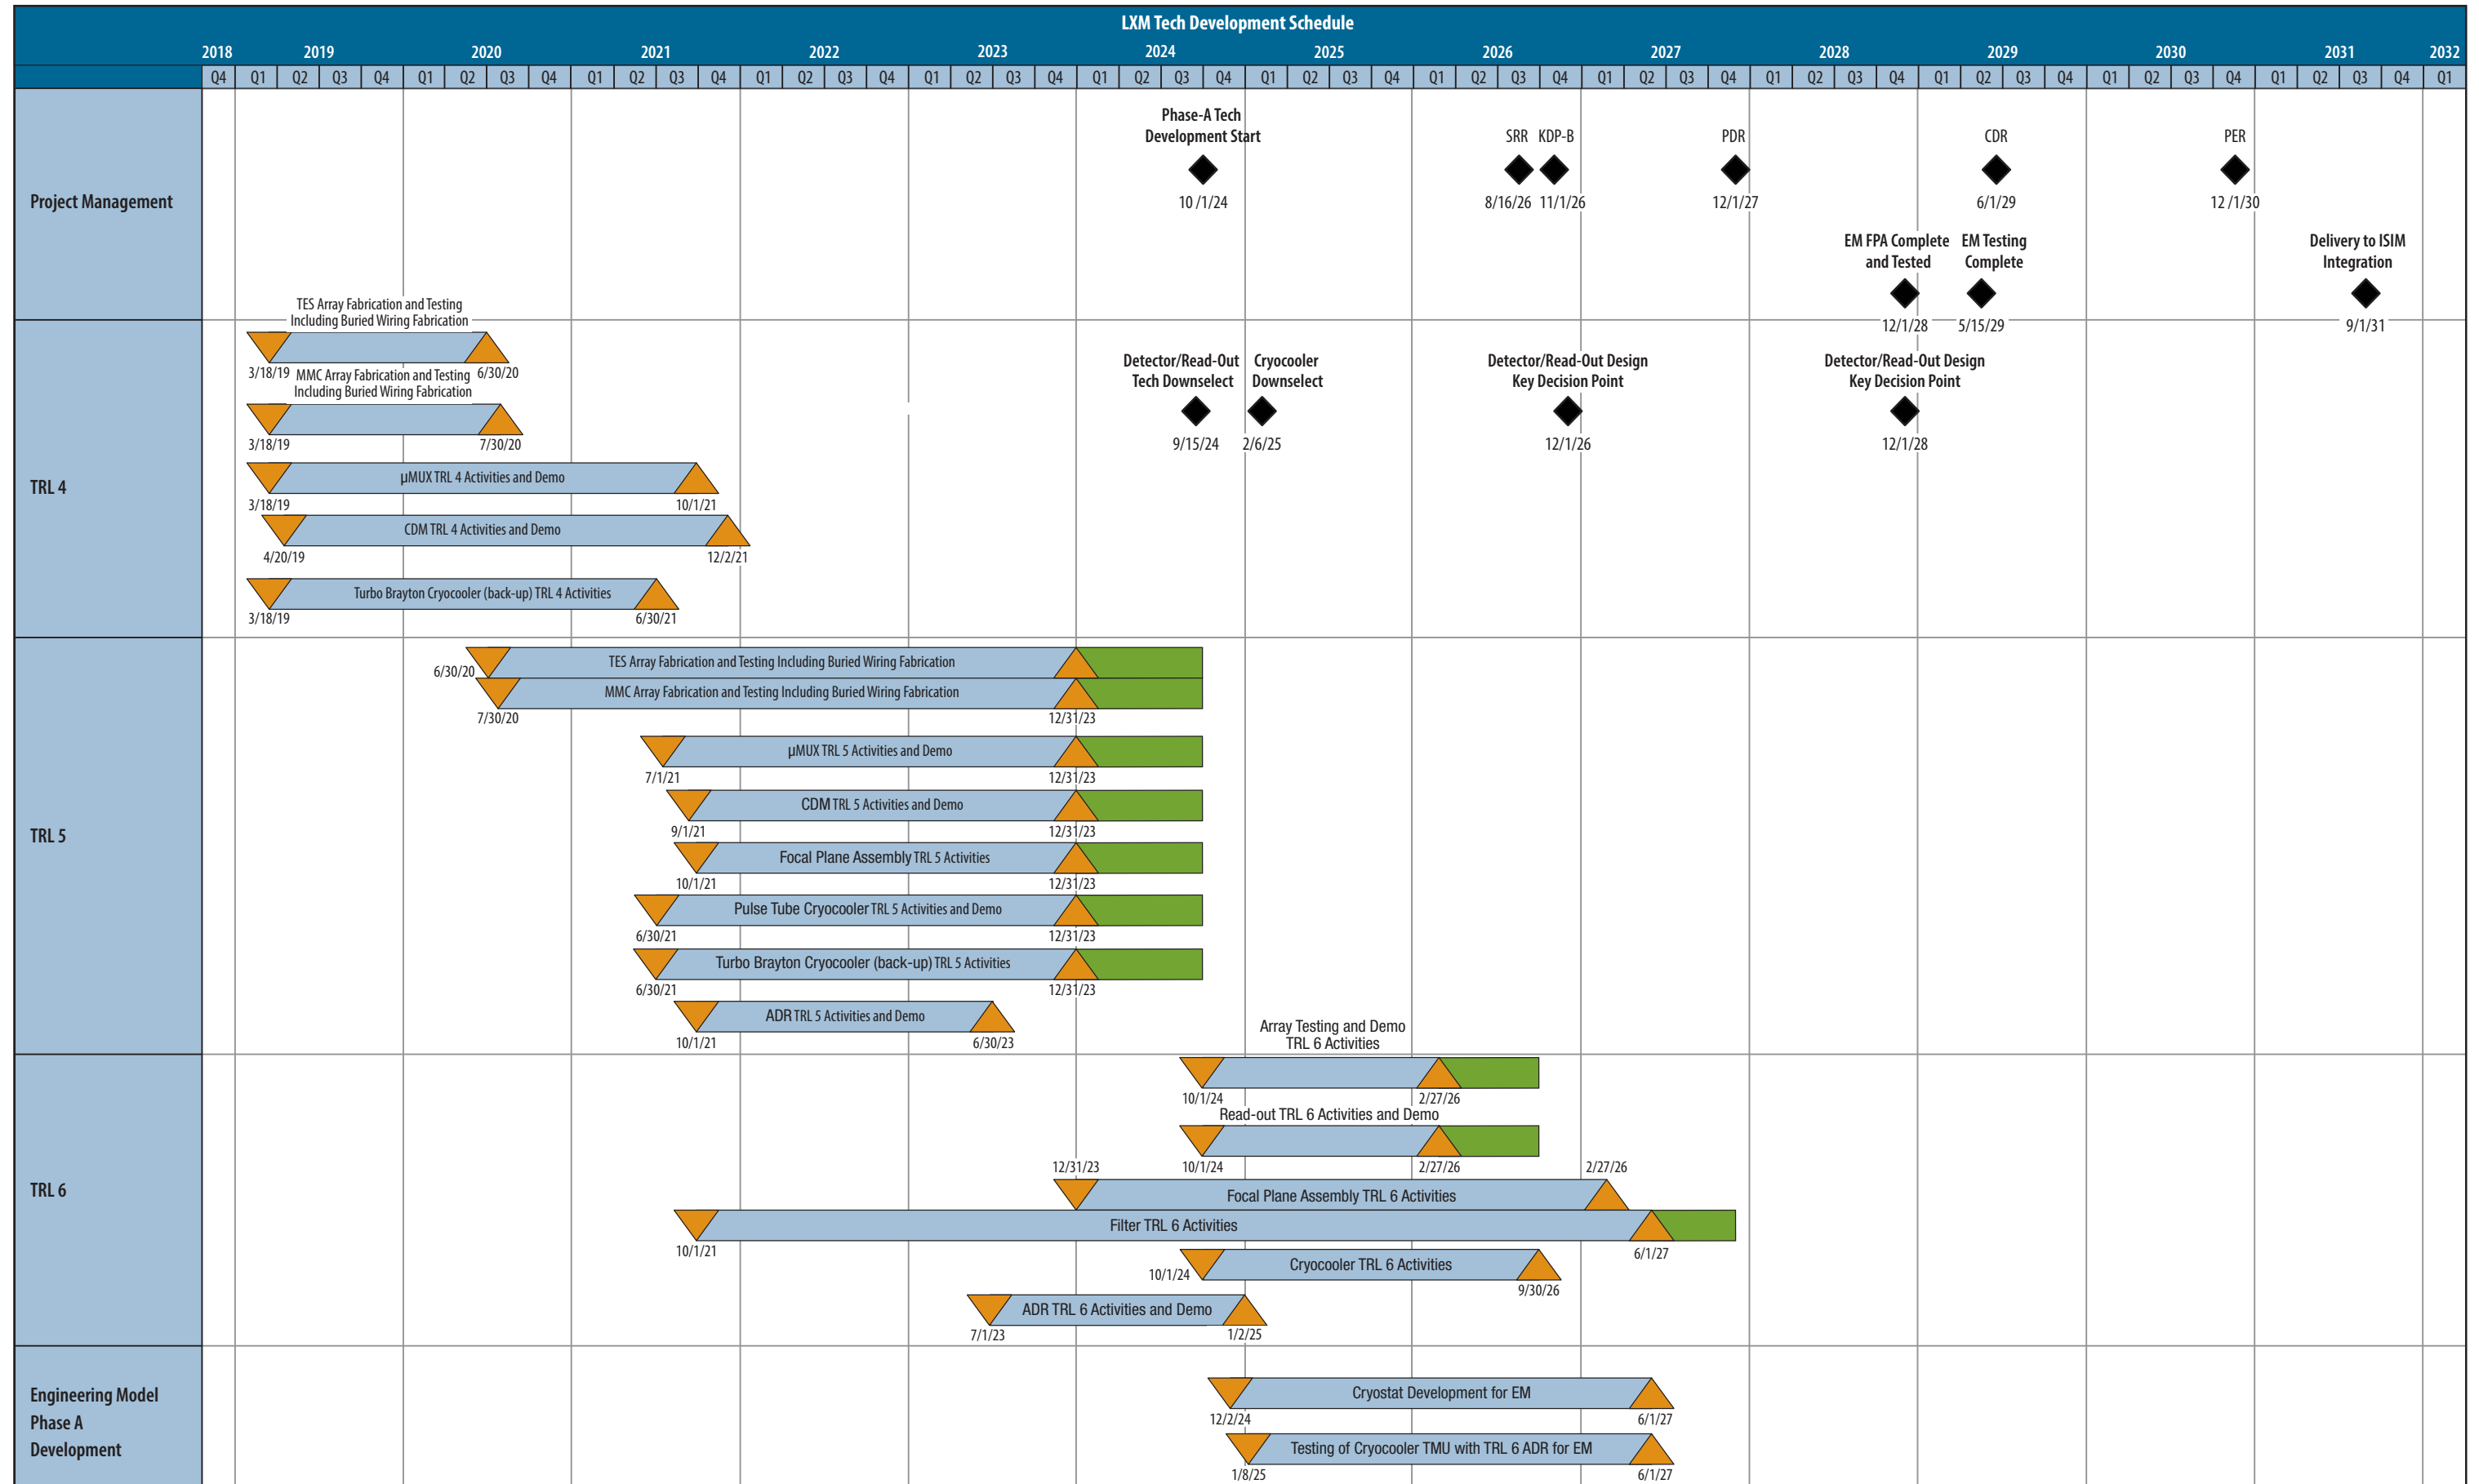 LXM Tech Development Schedule
2018 2019 2020 2021 2022 2023 2024 2025 2026 2027 2028 2029 2030 2031 2032
Q4 Q1 Q2 Q3 Q4 Q1 Q2 Q3 Q4 Q1 Q2 Q3 Q4 Q1 Q2 Q3 Q4 Q1 Q2 Q3 Q4 Q1 Q2 Q3 Q4 Q1 Q2 Q3 Q4 Q1 Q2 Q3 Q4 Q1 Q2 Q3 Q4 Q1 Q2 Q3 Q4 Q1 Q2 Q3 Q4 Q1 Q2 Q3 Q4 Q1 Q2 Q3 Q4 Q1
Project Management
Phase-A Tech
Development Start
10 /1/24
SRR KDP-B
8/16/26 11/1/26
PDR
12/1/27
CDR
6/1/29
PER
12 /1/30
EM FPA Complete
and Tested
12/1/28
EM Testing
Complete
5/15/29
Delivery to ISIM
Integration
9/1/31
TRL 4
TES Array Fabrication and Testing
Including Buried Wiring Fabrication
3/18/19 6/30/20
MMC Array Fabrication and Testing
Including Buried Wiring Fabrication
3/18/19 7/30/20
Detector/Read-Out
Tech Downselect
9/15/24
Cryocooler
Downselect
2/6/25
Detector/Read-Out Design
Key Decision Point
12/1/26
Detector/Read-Out Design
Key Decision Point
12/1/28
µMUX TRL 4 Activities and Demo
3/18/19 10/1/21
CDM TRL 4 Activities and Demo
4/20/19 12/2/21
Turbo Brayton Cryocooler (back-up) TRL 4 Activities
3/18/19 6/30/21
TRL 5
TES Array Fabrication and Testing Including Buried Wiring Fabrication
6/30/20
MMC Array Fabrication and Testing Including Buried Wiring Fabrication
7/30/20 12/31/23
µMUX TRL 5 Activities and Demo
7/1/21 12/31/23
CDM TRL 5 Activities and Demo
9/1/21 12/31/23
Focal Plane Assembly TRL 5 Activities
10/1/21 12/31/23
Pulse Tube Cryocooler TRL 5 Activities and Demo
6/30/21 12/31/23
Turbo Brayton Cryocooler (back-up) TRL 5 Activities
6/30/21 12/31/23
ADR TRL 5 Activities and Demo
10/1/21 6/30/23
TRL 6
Array Testing and Demo
TRL 6 Activities
10/1/24 2/27/26
Read-out TRL 6 Activities and Demo
10/1/24 2/27/26
12/31/23 2/27/26
Focal Plane Assembly TRL 6 Activities
Filter TRL 6 Activities
10/1/21 6/1/27
Cryocooler TRL 6 Activities
10/1/24 9/30/26
ADR TRL 6 Activities and Demo
7/1/23 1/2/25
Engineering Model
Phase A
Development
Cryostat Development for EM
12/2/24 6/1/27
Testing of Cryocooler TMU with TRL 6 ADR for EM
1/8/25 6/1/27